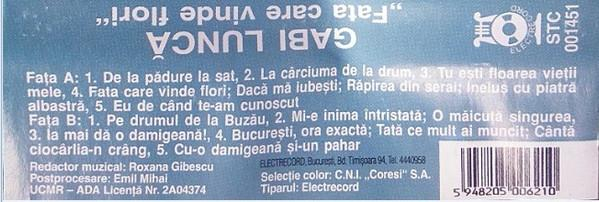 „Fata care vinde flori"
GABI LUNCĂ
ELECTRECORD
STC
001451
Fața A: 1. De la pădure la sat, 2. La cârciuma de la drum, 3. Tu ești floarea vieții
mele, 4. Fata care vinde flori; Dacă mă iubești; Răpirea din serai; Ineluș cu piatră
albastră, 5. Eu de când te-am cunoscut
Fața B: 1. Pe drumul de la Buzău, 2. Mi-e inima întristată; O măicuță singurea,
3. Ia mai dă o damigeană!, 4. București, ora exactă; Tată ce mult ai muncit; Cântă
ciocârlia-n crâng, 5. Cu-o damigeană și-un pahar
ELECTRECORD, București, Bd. Timișoara 94, Tel. 4440958
Redactor muzical: Roxana Gibescu
Postprocesare: Emil Mihai
UCMR - ADA Licență Nr. 2A04374
Selecție color: C.N.I. „Coresi" S.A.
Tiparul: Electrecord
5 948205 006210